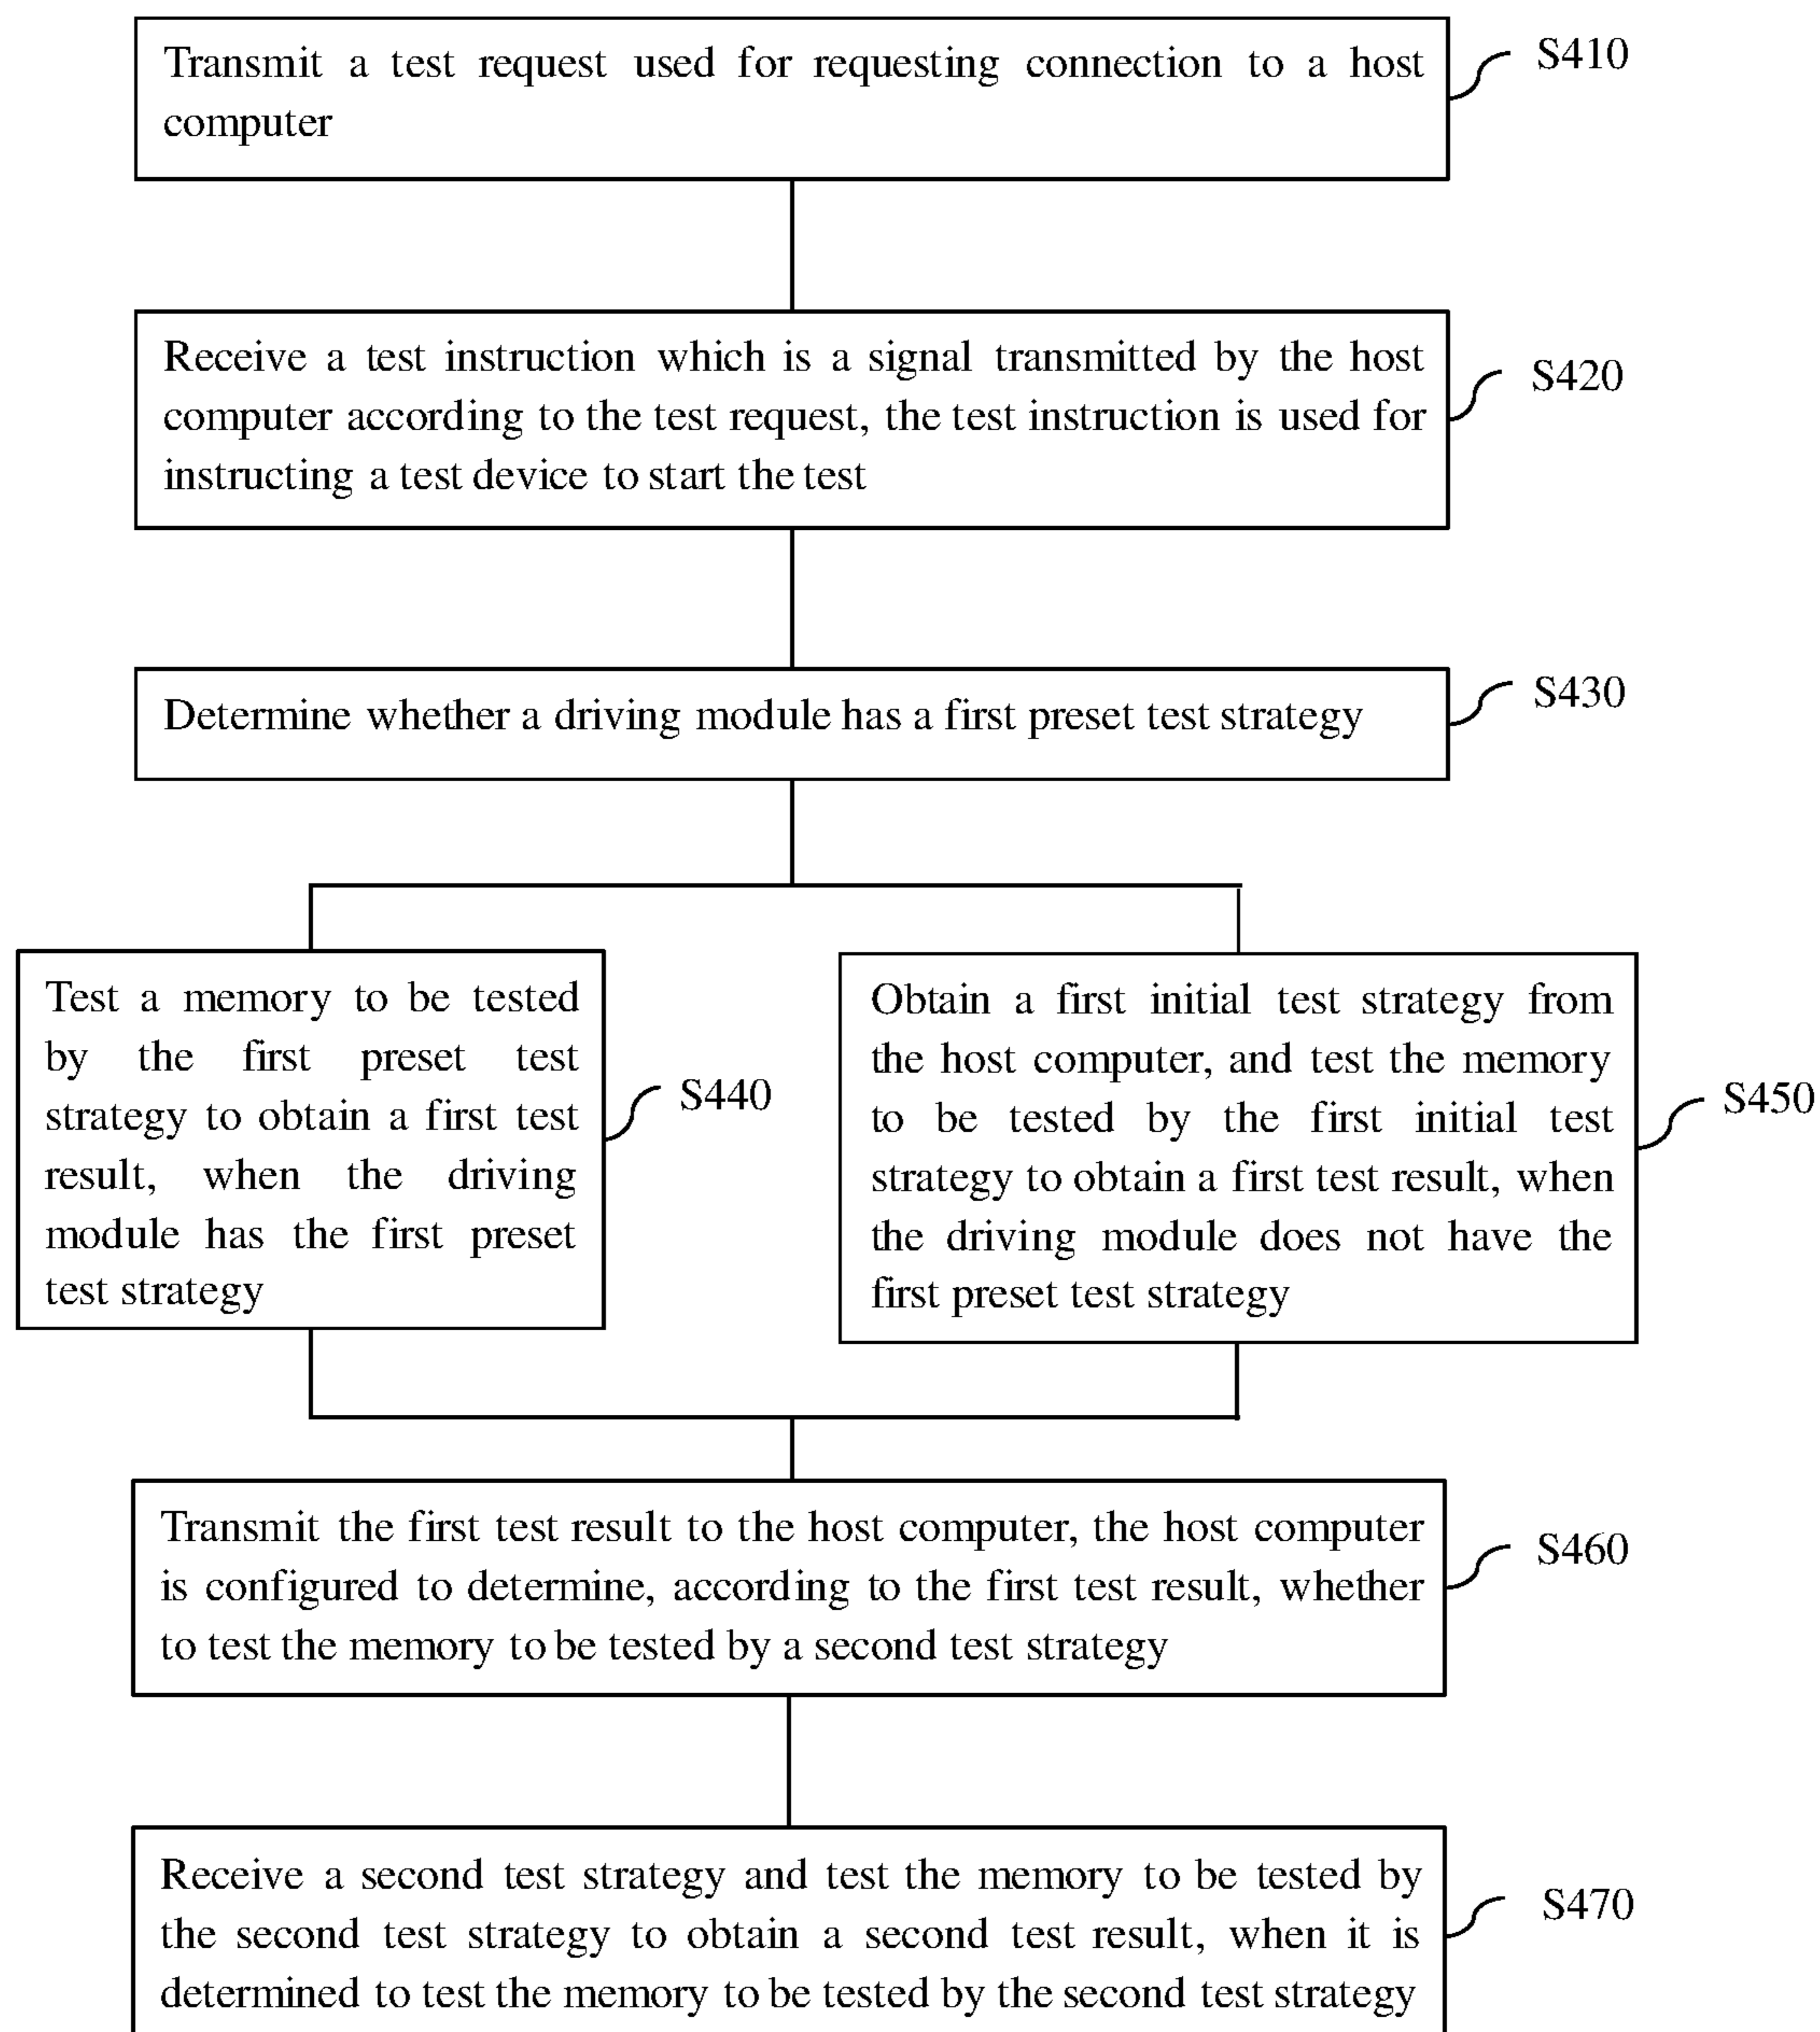 Transmit a test request used for requesting connection to a host
computer
S410
Receive a test instruction which is a signal transmitted by the host
computer according to the test request, the test instruction is used for
instructing a test device to start the test
S420
Determine whether a driving module has a first preset test strategy
S430
Test a memory to be tested
by the first preset test
strategy to obtain a first test
result, when the driving
module has the first preset
test strategy
S440
Obtain a first initial test strategy from
the host computer, and test the memory
to be tested by the first initial test
strategy to obtain a first test result, when
the driving module does not have the
first preset test strategy
S450
Transmit the first test result to the host computer, the host computer
is configured to determine, according to the first test result, whether
to test the memory to be tested by a second test strategy
S460
Receive a second test strategy and test the memory to be tested by
the second test strategy to obtain a second test result, when it is
determined to test the memory to be tested by the second test strategy
S470